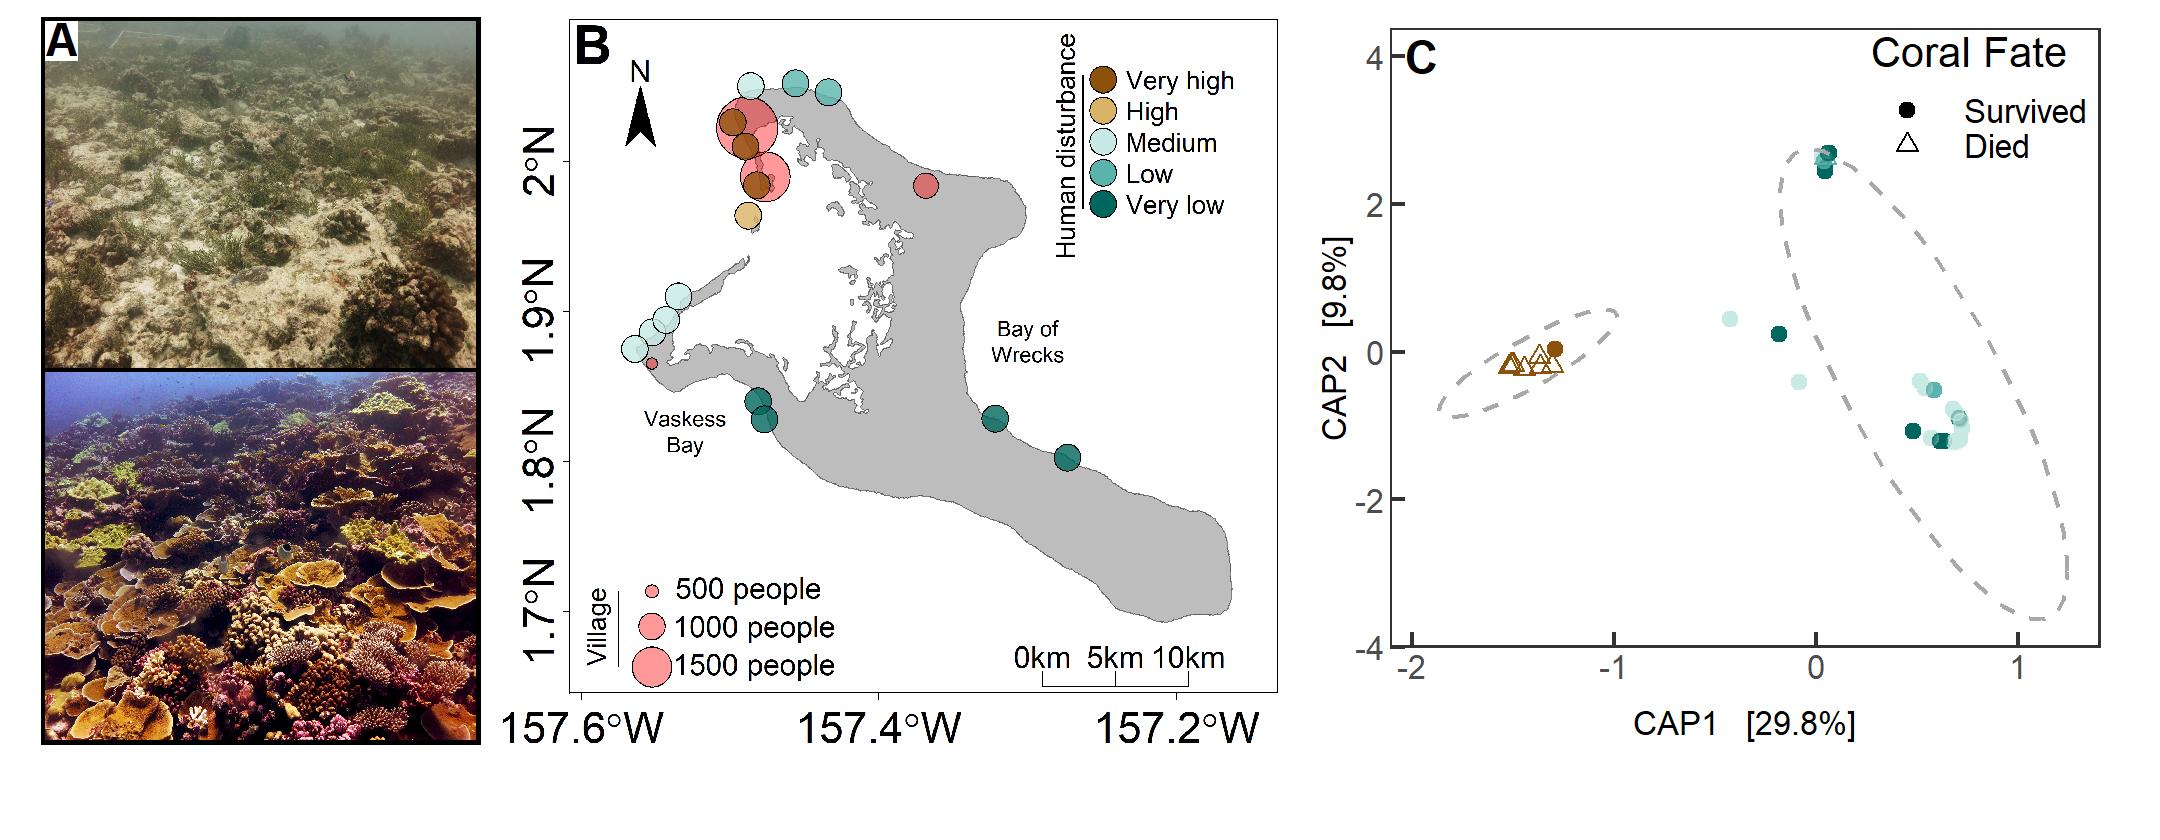 A
B
N
Human disturbance
Very high
High
Medium
Low
Very low
2°N
1.9°N
1.8°N
1.7°N
Bay of
Wrecks
Vaskess
Bay
Village
500 people
1000 people
1500 people
0km 5km 10km
157.6°W 157.4°W 157.2°W
C
Coral Fate
Survived
Died
4
2
0
-2
-4
CAP2 [9.8%]
-2 -1 0 1
CAP1 [29.8%]